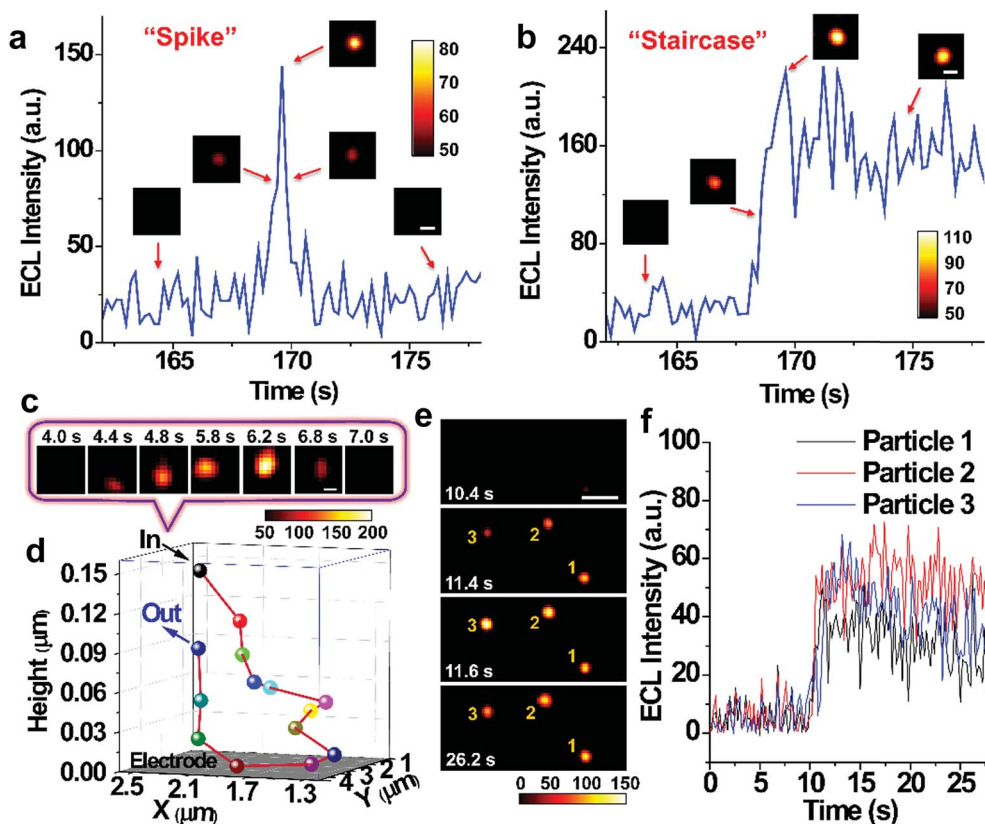 a
“Spike”
ECL Intensity (a.u.)
150
100
50
0
80
70
60
50
165 170 175
Time (s)
b
“Staircase”
ECL Intensity (a.u.)
240
160
80
0
110
90
70
50
165 170 175
Time (s)
c
4.0 s 4.4 s 4.8 s 5.8 s 6.2 s 6.8 s 7.0 s
50 100 150 200
d
In
Out
Height (μm)
0.15
0.12
0.09
0.06
0.03
0.00
Electrode
2.5 2.1 1.7 1.3
X (μm)
4 3 2 1
Y (μm)
e
10.4 s
3 2 1
11.4 s
3 2 1
11.6 s
3 2 1
26.2 s
0 50 100 150
f
Particle 1
Particle 2
Particle 3
ECL Intensity (a.u.)
100
80
60
40
20
0
0 5 10 15 20 25
Time (s)